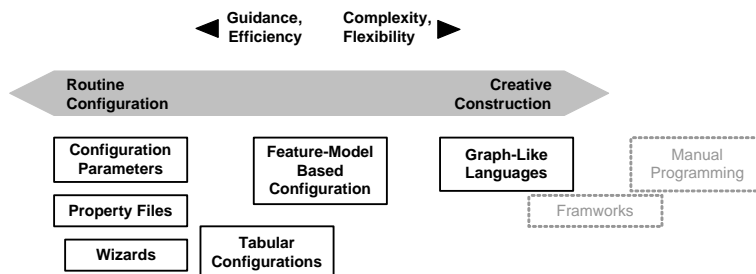 Guidance,
Efficiency
Complexity,
Flexibility
Routine
Configuration
Creative
Construction
Configuration
Parameters
Feature-Model
Based
Configuration
Graph-Like
Languages
Manual
Programming
Property Files
Framworks
Wizards
Tabular
Configurations